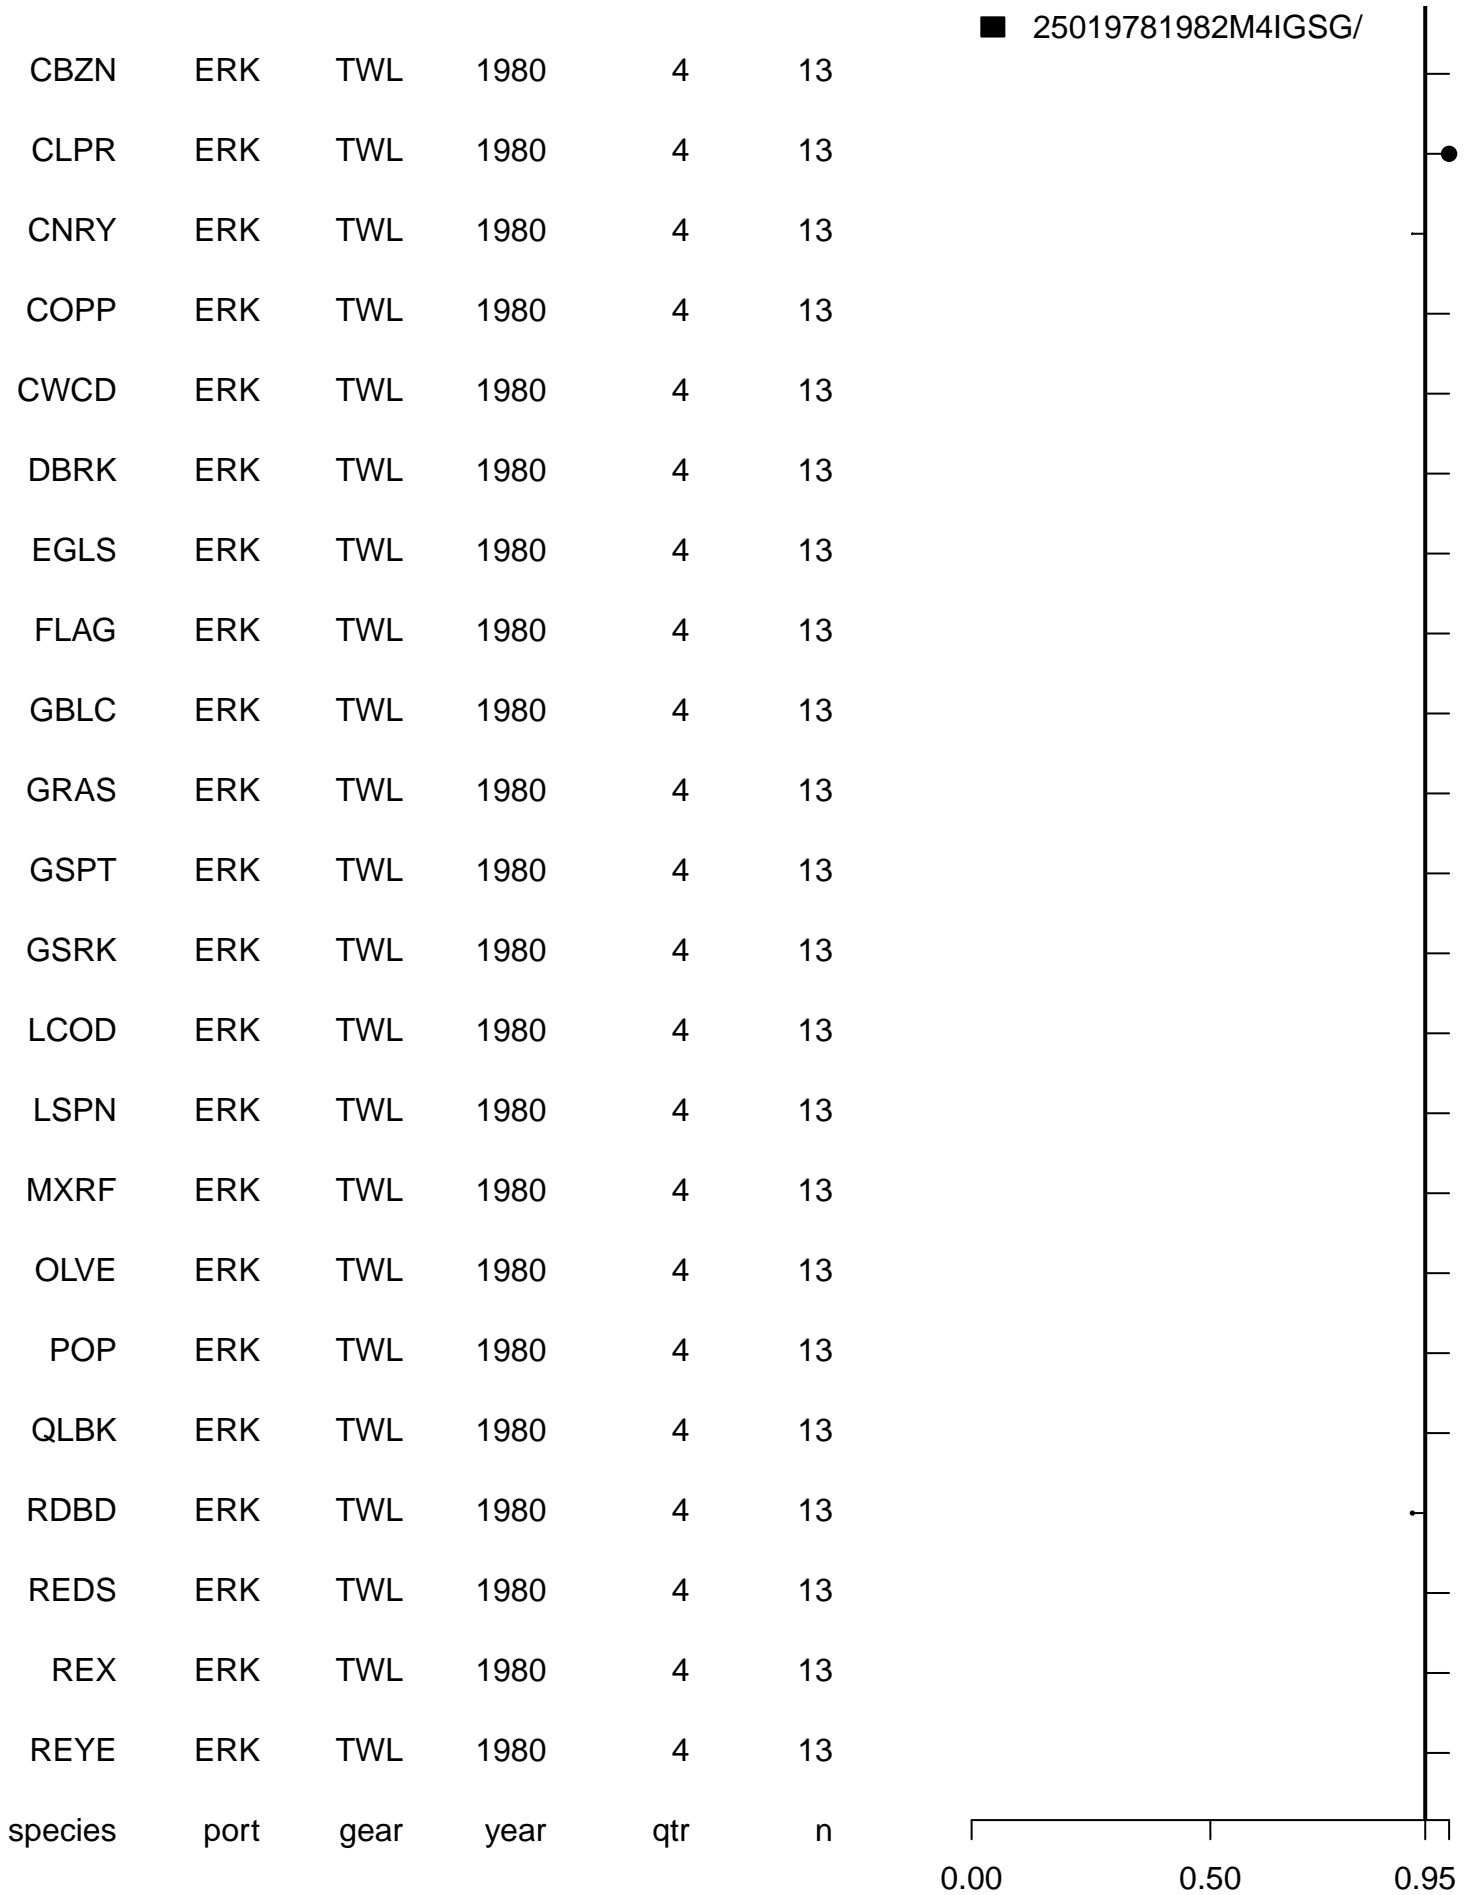 25019781982M4IGSG/
CBZN ERK TWL 1980 4 13
CLPR ERK TWL 1980 4 13
CNRY ERK TWL 1980 4 13
COPP ERK TWL 1980 4 13
CWCD ERK TWL 1980 4 13
DBRK ERK TWL 1980 4 13
EGLS ERK TWL 1980 4 13
FLAG ERK TWL 1980 4 13
GBLC ERK TWL 1980 4 13
GRAS ERK TWL 1980 4 13
GSPT ERK TWL 1980 4 13
GSRK ERK TWL 1980 4 13
LCOD ERK TWL 1980 4 13
LSPN ERK TWL 1980 4 13
MXRF ERK TWL 1980 4 13
OLVE ERK TWL 1980 4 13
POP ERK TWL 1980 4 13
QLBK ERK TWL 1980 4 13
RDBD ERK TWL 1980 4 13
REDS ERK TWL 1980 4 13
REX ERK TWL 1980 4 13
REYE ERK TWL 1980 4 13
species port gear year qtr n
0.00 0.50 0.95